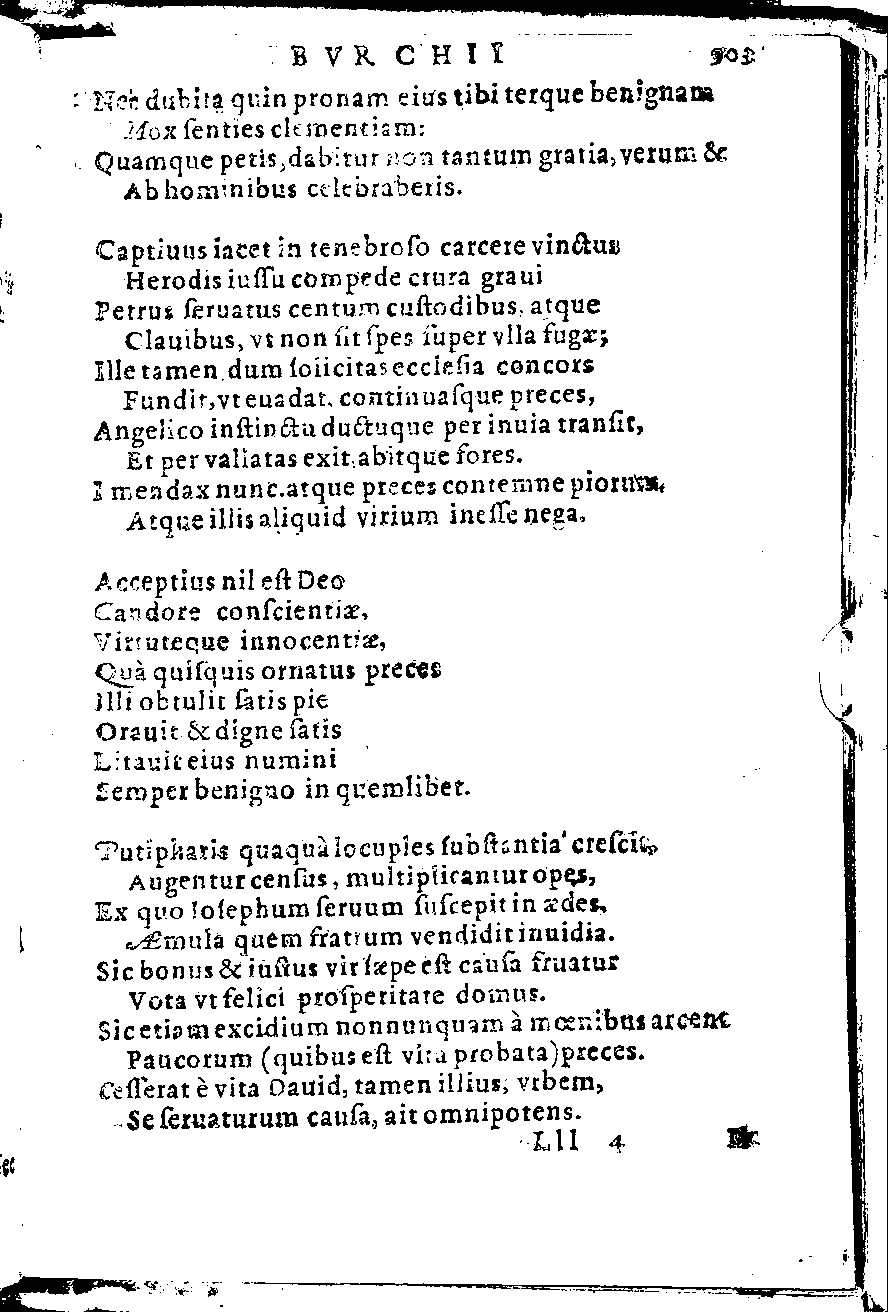 BVRCHII 903
Nec dubita quin pronam eius tibi terque benignam
Mox ſenties clementiam:
Quamque petis, dabitur non tantum gratia, verum &
Ab hominibus celebraberis.
Captiuus iacet in tenebroſo carcere vinctus
Herodis iuſſu compede crura graui
Petrus ſeruatus centum cuſtodibus, atque
Clauibus, vt non ſit ſpes ſuper vlla fugæ;
Ille tamen, dum ſollicitas eccleſia concors
Fundit, vt euadat, continuaſque preces,
Angelico inſtinctu ductuque per inuia tranſit,
Et per vallatas exit, abitque fores.
I mendax nunc, atque preces contemne piorum,
Atque illis aliquid virium ineſſe nega.
Acceptius nil eſt Deo
Candore conſcientiæ,
Virtuteque innocentiæ,
Quà quiſquis ornatus preces
Illi obtulit ſatis pie
Orauit & digne ſatis
Litauit eius numini
Semper benigno in quemlibet.
Putipharis quaquà locuples ſubſtantia creſcit,
Augentur cenſus, multiplicantur opes,
Ex quo Ioſephum ſeruum ſuſcepit in ædes,
Æmula quem fratrum vendidit inuidia.
Sic bonus & iuſtus vir ſæpe eſt cauſa fruatur
Vota vt felici proſperitate domus.
Sic etiam excidium nonnunquam à mœnibus arcent
Paucorum (quibus eſt vita probata) preces.
Ceſſerat è vita Dauid, tamen illius, vrbem,
Se ſeruaturum cauſa, ait omnipotens.
Lll 4